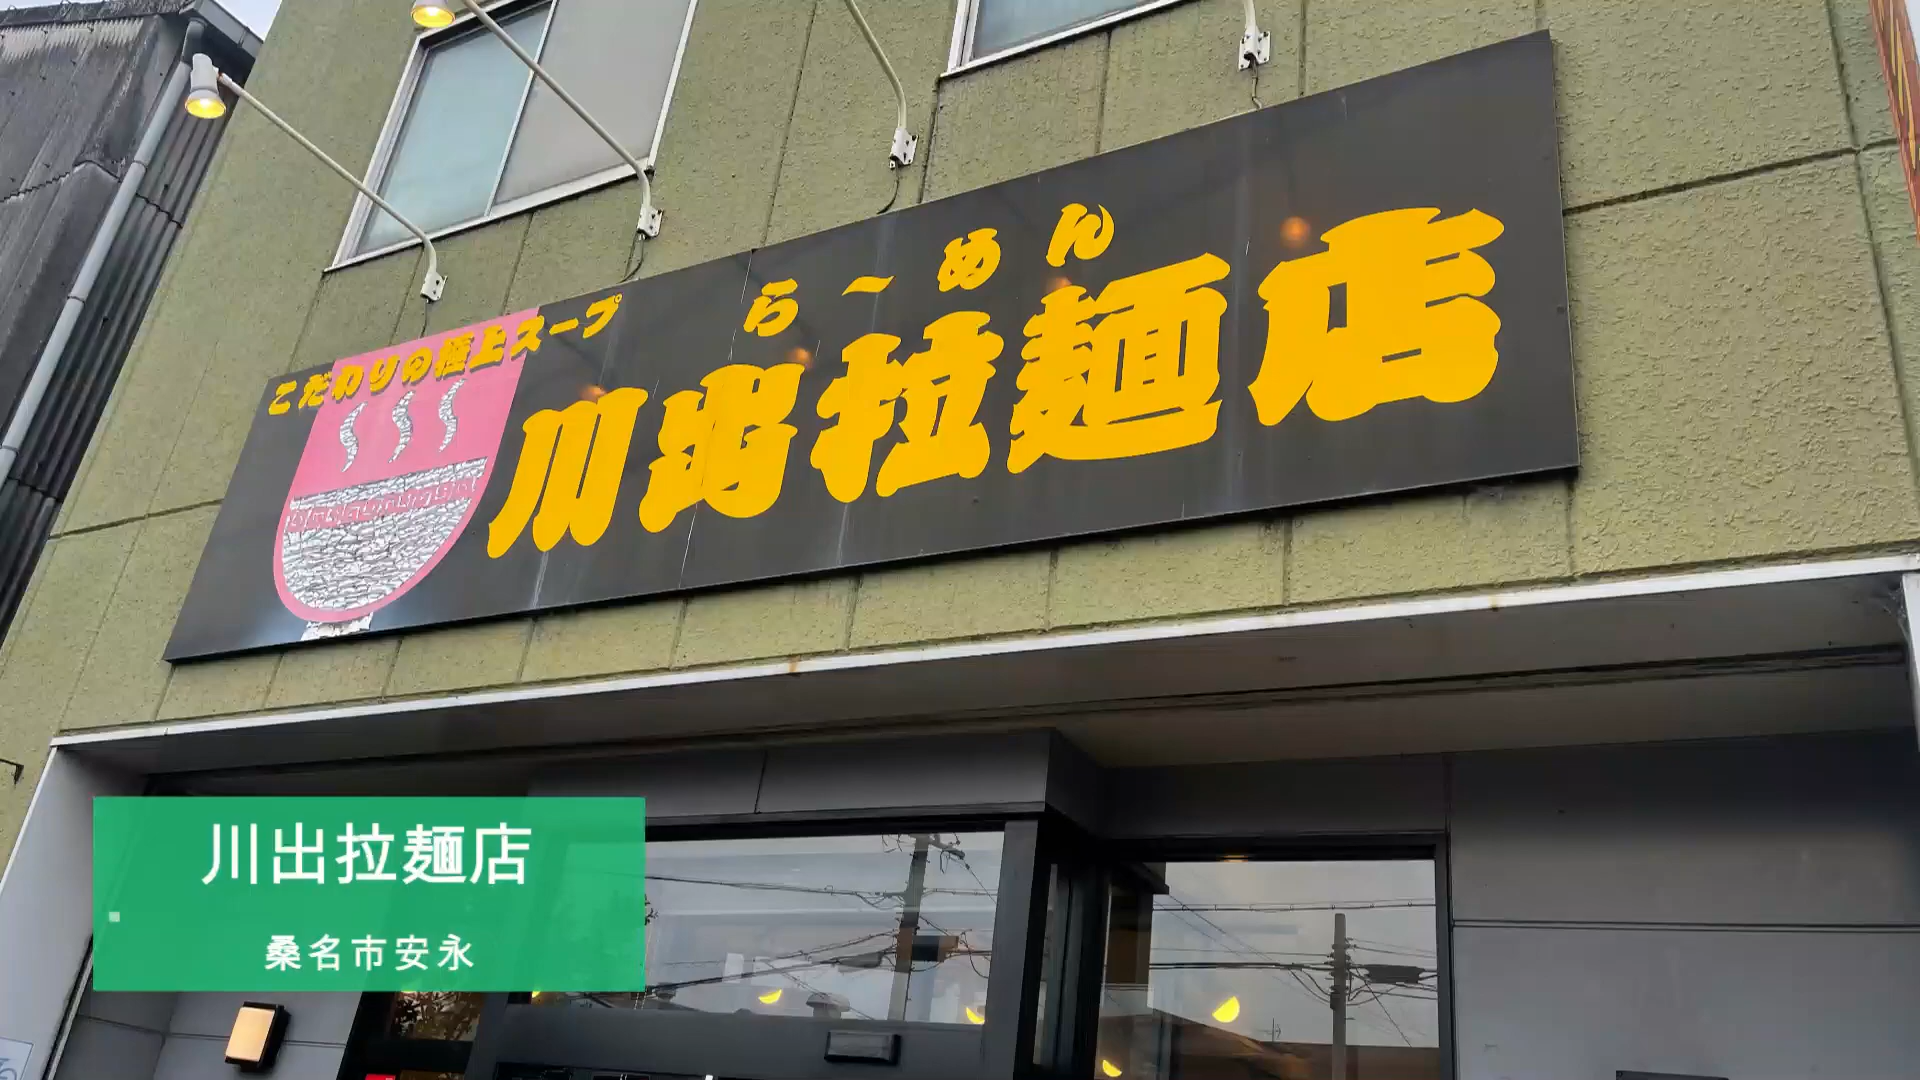 こだわりの極上スープ
ら〜めん
川出拉麺店
川出拉麺店
桑名市安永